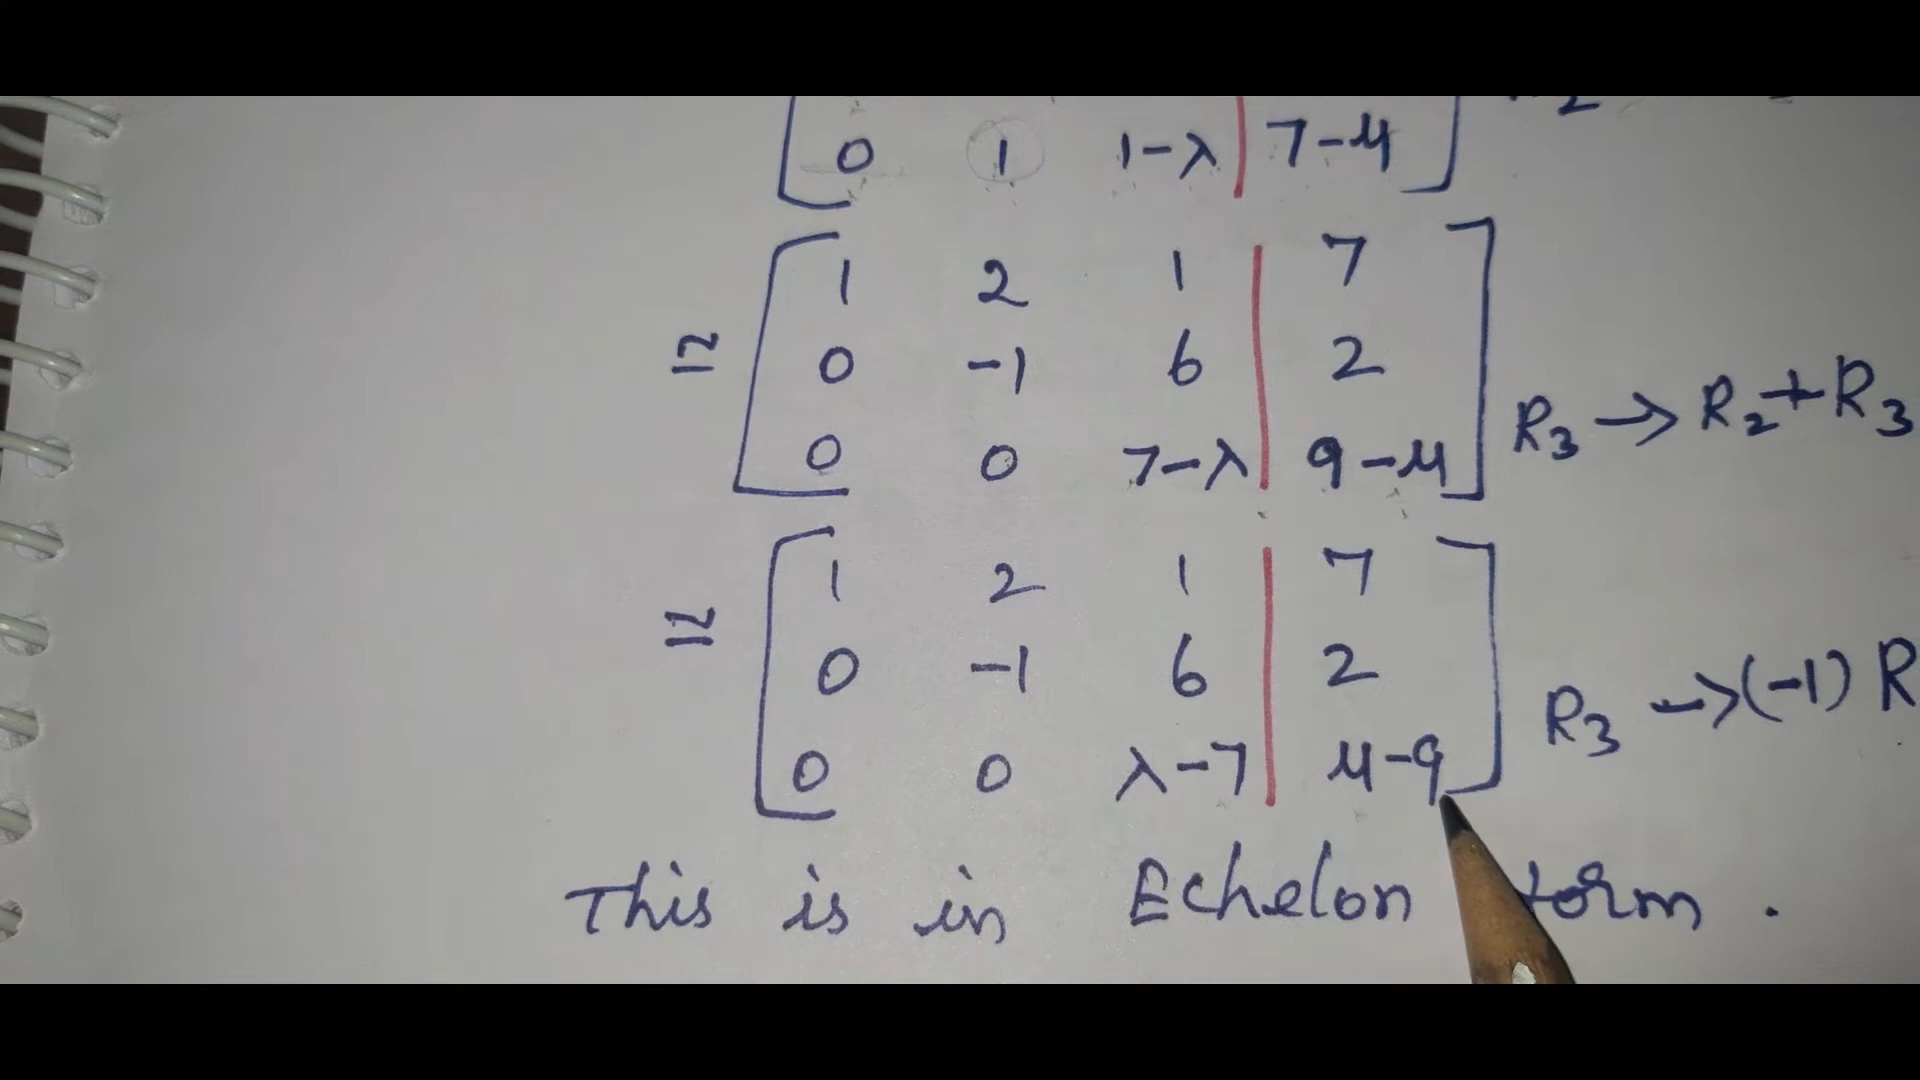 0 1 1-λ 7-μ
1 2 1 7
≃ 0 -1 6 2
0 0 7-λ 9-μ R₃ → R₂+R₃
1 2 1 7
≃ 0 -1 6 2
0 0 λ-7 μ-9 R₃ →(-1) R
This is in Echelon form.